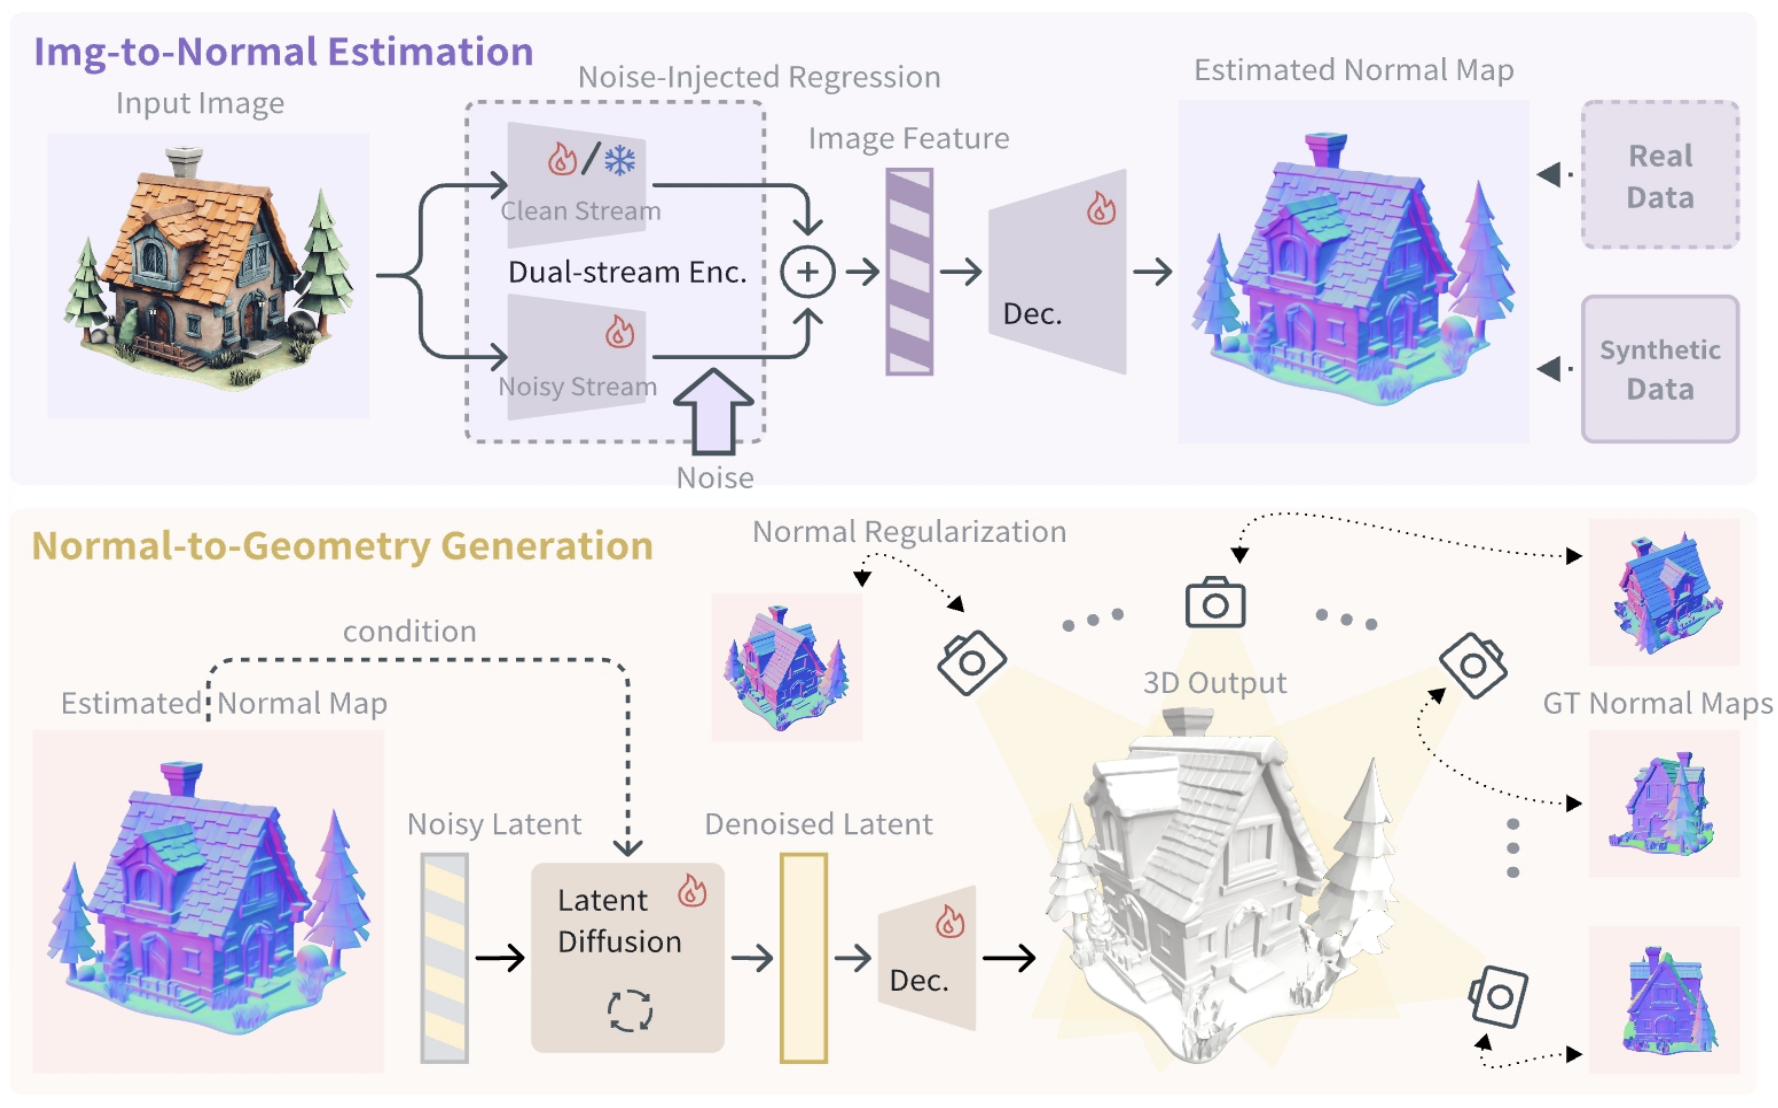 Img-to-Normal Estimation
Input Image
Noise-Injected Regression
Clean Stream
Dual-stream Enc.
Noisy Stream
Noise
Image Feature
Dec.
Estimated Normal Map
Real
Data
Synthetic
Data
Normal-to-Geometry Generation
Normal Regularization
condition
Estimated Normal Map
Noisy Latent
Latent
Diffusion
Denoised Latent
Dec.
3D Output
GT Normal Maps